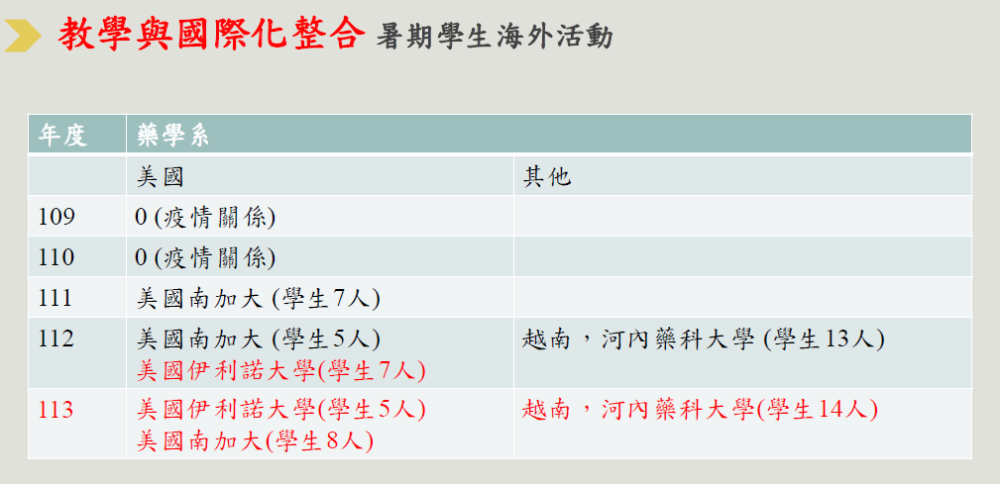 教學與國際化整合 暑期學生海外活動
年度 藥學系
美國 其他
109 0 (疫情關係)
110 0 (疫情關係)
111 美國南加大 (學生7人)
112 美國南加大 (學生5人) 越南，河內藥科大學 (學生13人)
美國伊利諾大學(學生7人)
113 美國伊利諾大學(學生5人) 越南，河內藥科大學(學生14人)
美國南加大(學生8人)